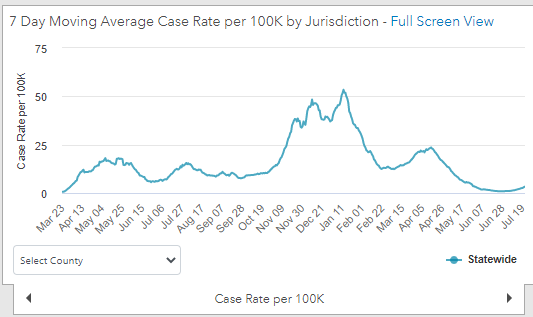 7 Day Moving Average Case Rate per 100K by Jurisdiction - Full Screen View
Case Rate per 100K
75
50
25
0
Mar 23
Apr 13
May 04
May 25
Jun 15
Jul 06
Jul 27
Aug 17
Sep 07
Sep 28
Oct 19
Nov 09
Nov 30
Dec 21
Jan 11
Feb 01
Feb 22
Mar 15
Apr 05
Apr 26
May 17
Jun 07
Jun 28
Jul 19
Select County
Statewide
Case Rate per 100K